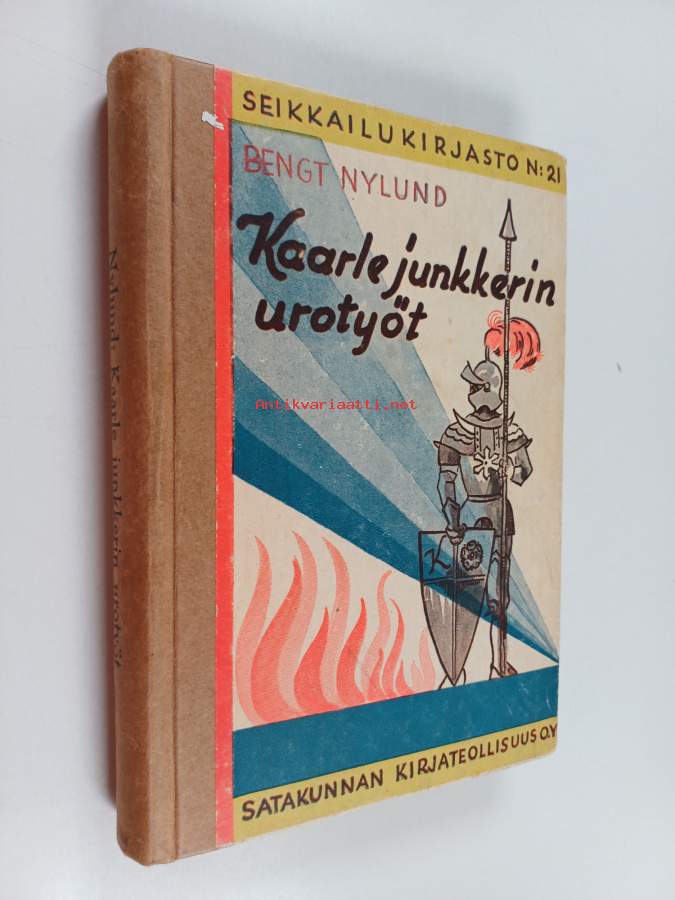 SEIKKAILUKIRJASTO N:21
BENGT NYLUND
Kaarle junkkerin
urotyöt
Antikvariaatti.net
K
SATAKUNNAN KIRJATEOLLISUUS O.Y
Nylund: Kaarle junkkerin urotyöt